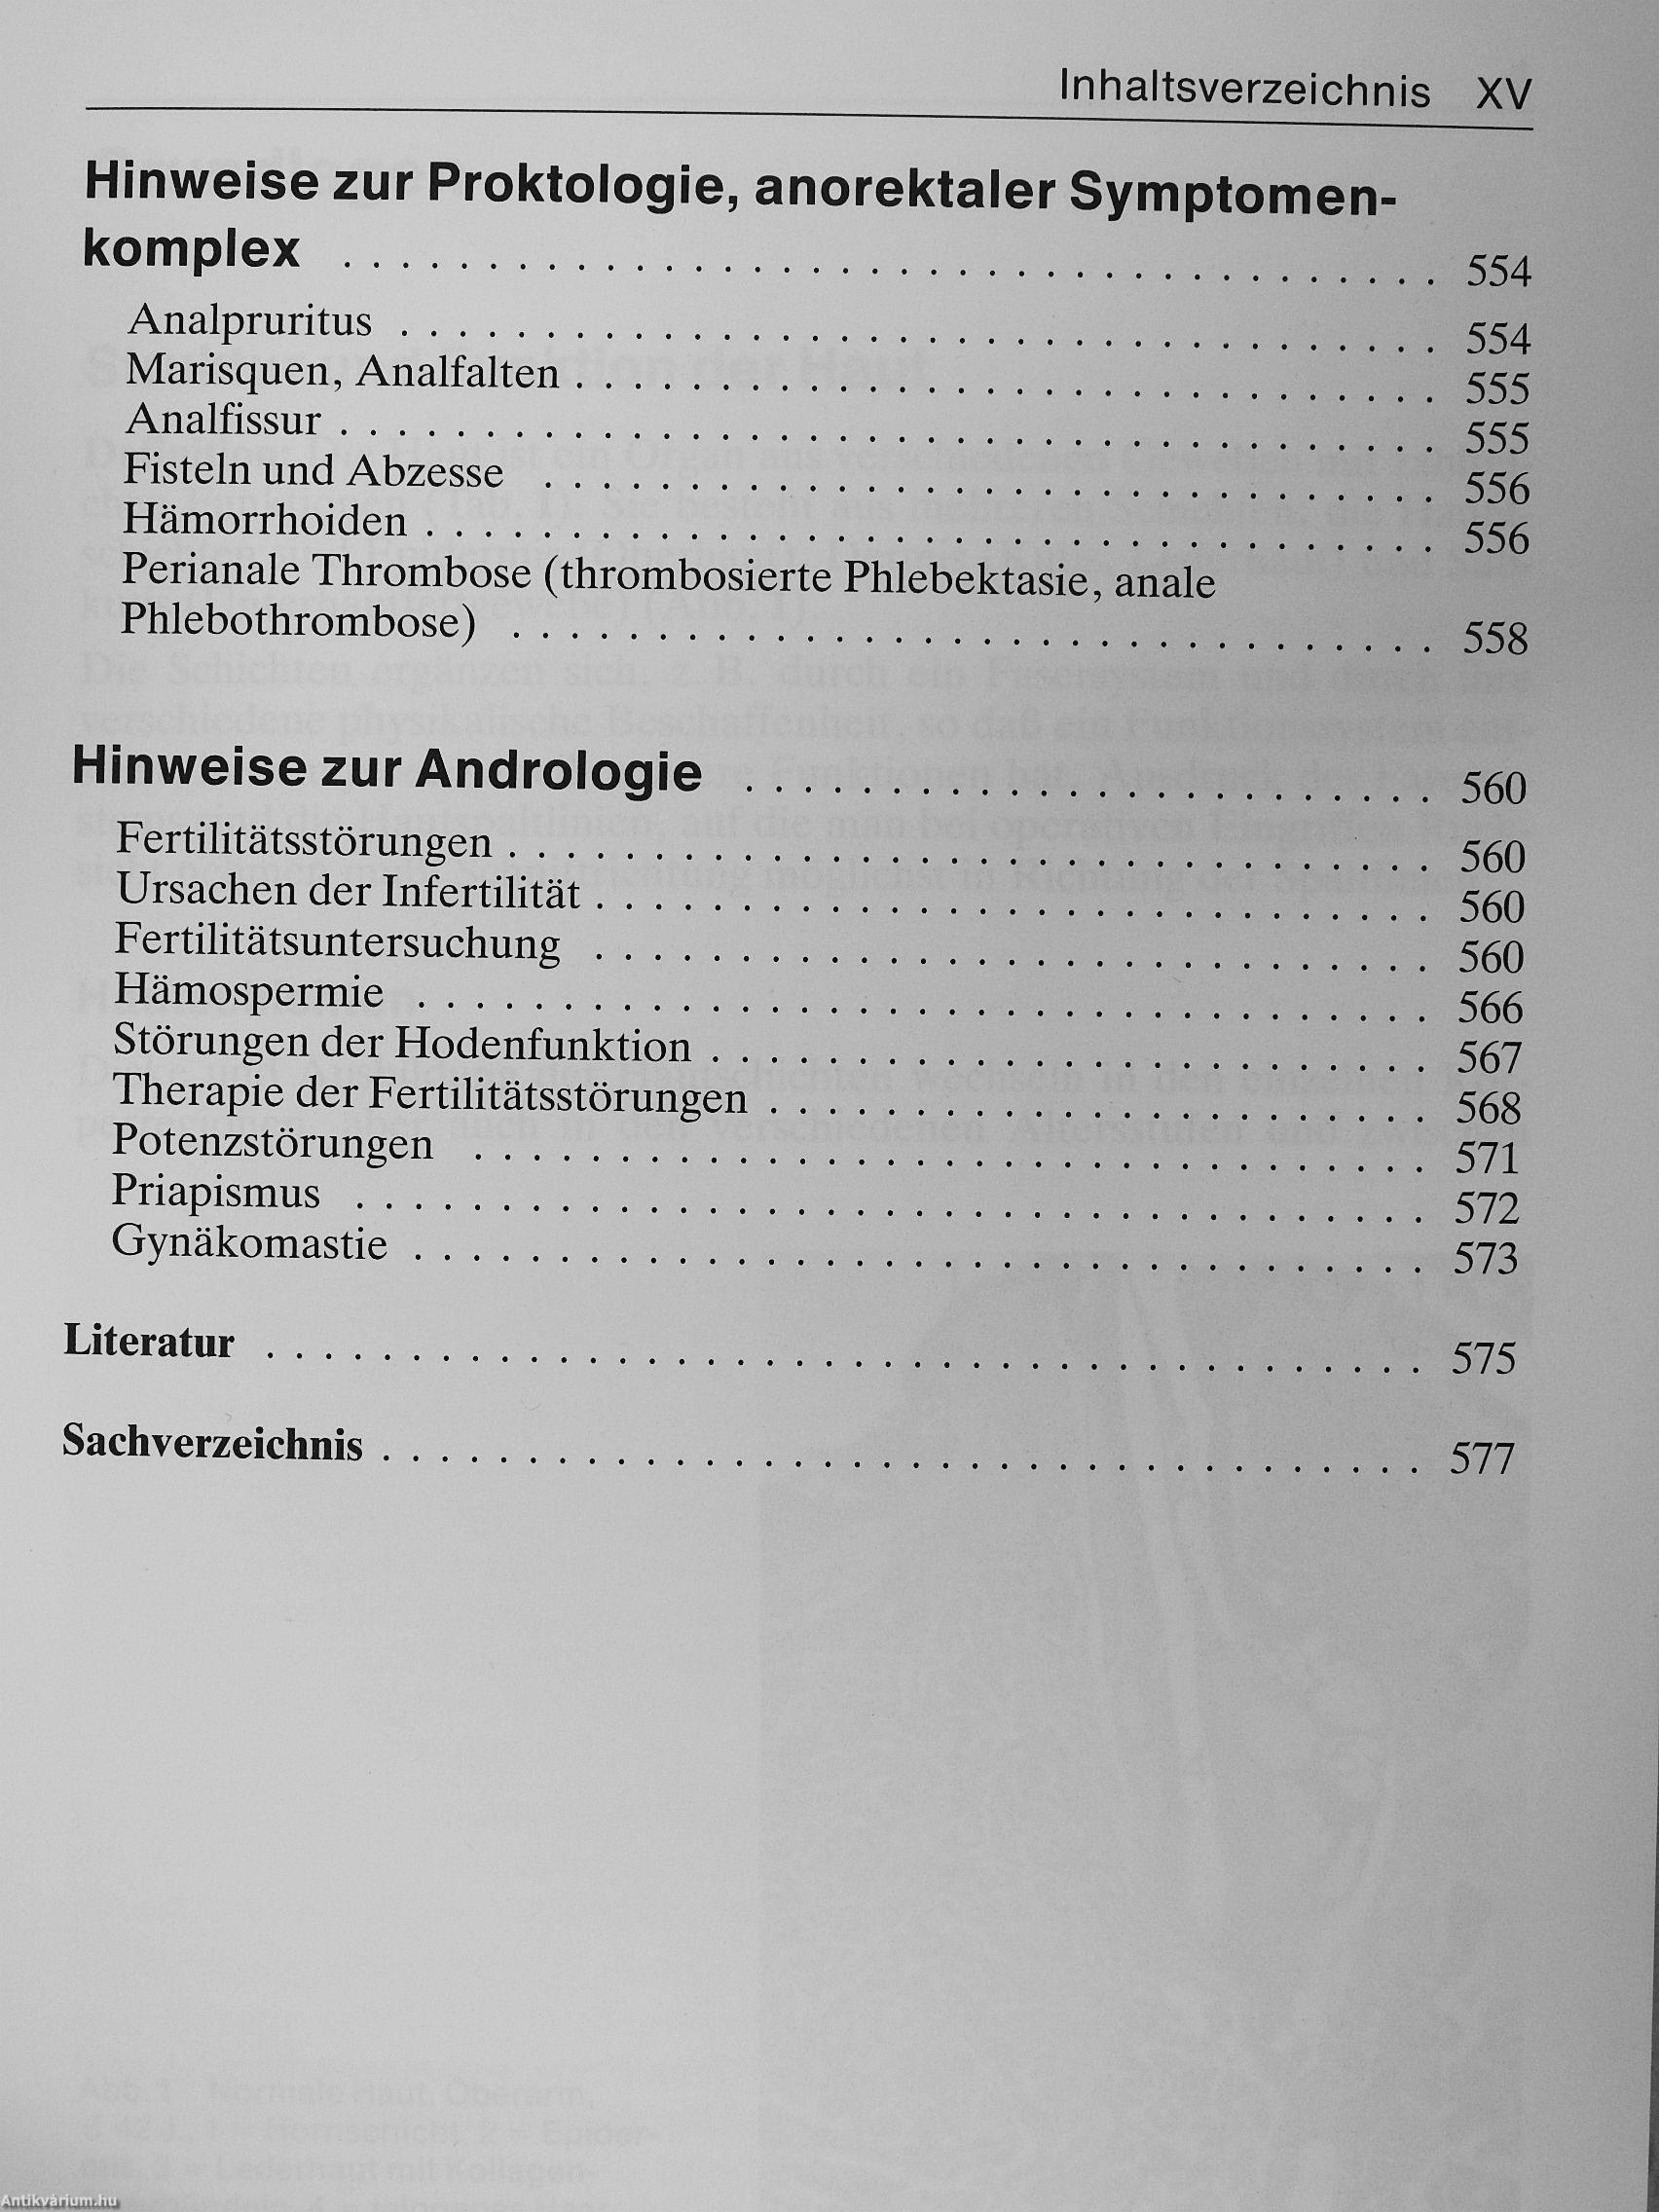 Inhaltsverzeichnis XV
Hinweise zur Proktologie, anorektaler Symptomen-
komplex . . . . . . . . . . . . . . . . . . . . . . . . . . . . . . . . . . . . . . 554
Analpruritus . . . . . . . . . . . . . . . . . . . . . . . . . . . . . . . . . . . . 554
Marisquen, Analfalten . . . . . . . . . . . . . . . . . . . . . . . . . . . . . . 555
Analfissur . . . . . . . . . . . . . . . . . . . . . . . . . . . . . . . . . . . . . . 555
Fisteln und Abzesse . . . . . . . . . . . . . . . . . . . . . . . . . . . . . . . 556
Hämorrhoiden . . . . . . . . . . . . . . . . . . . . . . . . . . . . . . . . . . . 556
Perianale Thrombose (thrombosierte Phlebektasie, anale
Phlebothrombose) . . . . . . . . . . . . . . . . . . . . . . . . . . . . . . . . 558
Hinweise zur Andrologie . . . . . . . . . . . . . . . . . . . . . . . . 560
Fertilitätsstörungen . . . . . . . . . . . . . . . . . . . . . . . . . . . . . . . . 560
Ursachen der Infertilität . . . . . . . . . . . . . . . . . . . . . . . . . . . . . 560
Fertilitätsuntersuchung . . . . . . . . . . . . . . . . . . . . . . . . . . . . . 560
Hämospermie . . . . . . . . . . . . . . . . . . . . . . . . . . . . . . . . . . . 566
Störungen der Hodenfunktion . . . . . . . . . . . . . . . . . . . . . . . . . 567
Therapie der Fertilitätsstörungen . . . . . . . . . . . . . . . . . . . . . . . 568
Potenzstörungen . . . . . . . . . . . . . . . . . . . . . . . . . . . . . . . . . 571
Priapismus . . . . . . . . . . . . . . . . . . . . . . . . . . . . . . . . . . . . . 572
Gynäkomastie . . . . . . . . . . . . . . . . . . . . . . . . . . . . . . . . . . . 573
Literatur . . . . . . . . . . . . . . . . . . . . . . . . . . . . . . . . . . . . . . . . 575
Sachverzeichnis . . . . . . . . . . . . . . . . . . . . . . . . . . . . . . . . . . . . 577
Antikvárium.hu